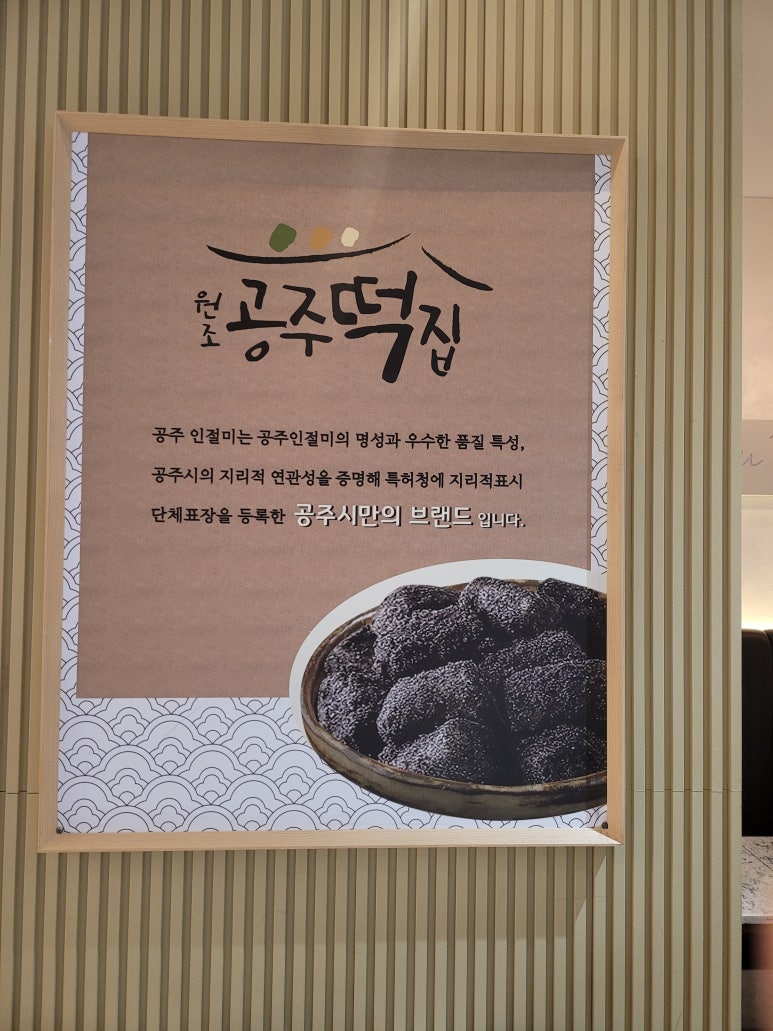 원조 공주떡집
공주 인절미는 공주인절미의 명성과 우수한 품질 특성,
공주시의 지리적 연관성을 증명해 특허청에 지리적표시
단체표장을 등록한 공주시만의 브랜드 입니다.